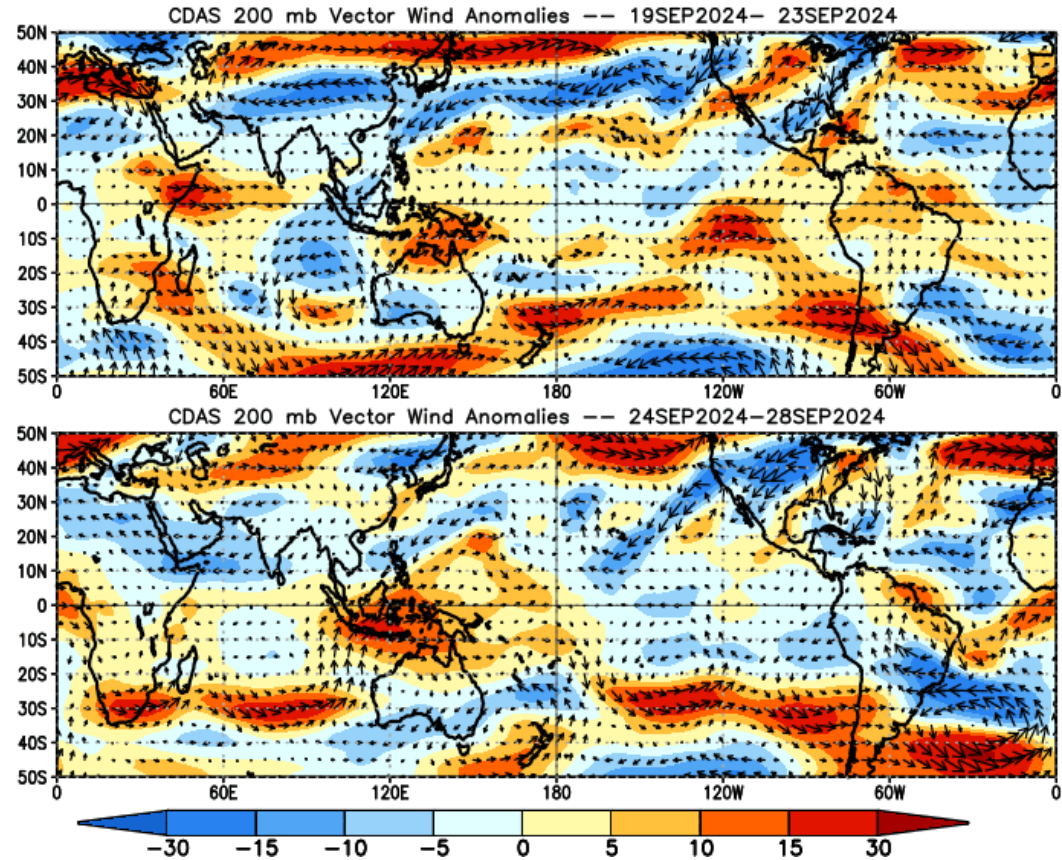 CDAS 200 mb Vector Wind Anomalies -- 19SEP2024- 23SEP2024
50N
40N
30N
20N
10N
0
10S
20S
30S
40S
50S
0 60E 120E 180 120W 60W 0
CDAS 200 mb Vector Wind Anomalies -- 24SEP2024-28SEP2024
50N
40N
30N
20N
10N
0
10S
20S
30S
40S
50S
0 60E 120E 180 120W 60W 0
-30 -15 -10 -5 0 5 10 15 30